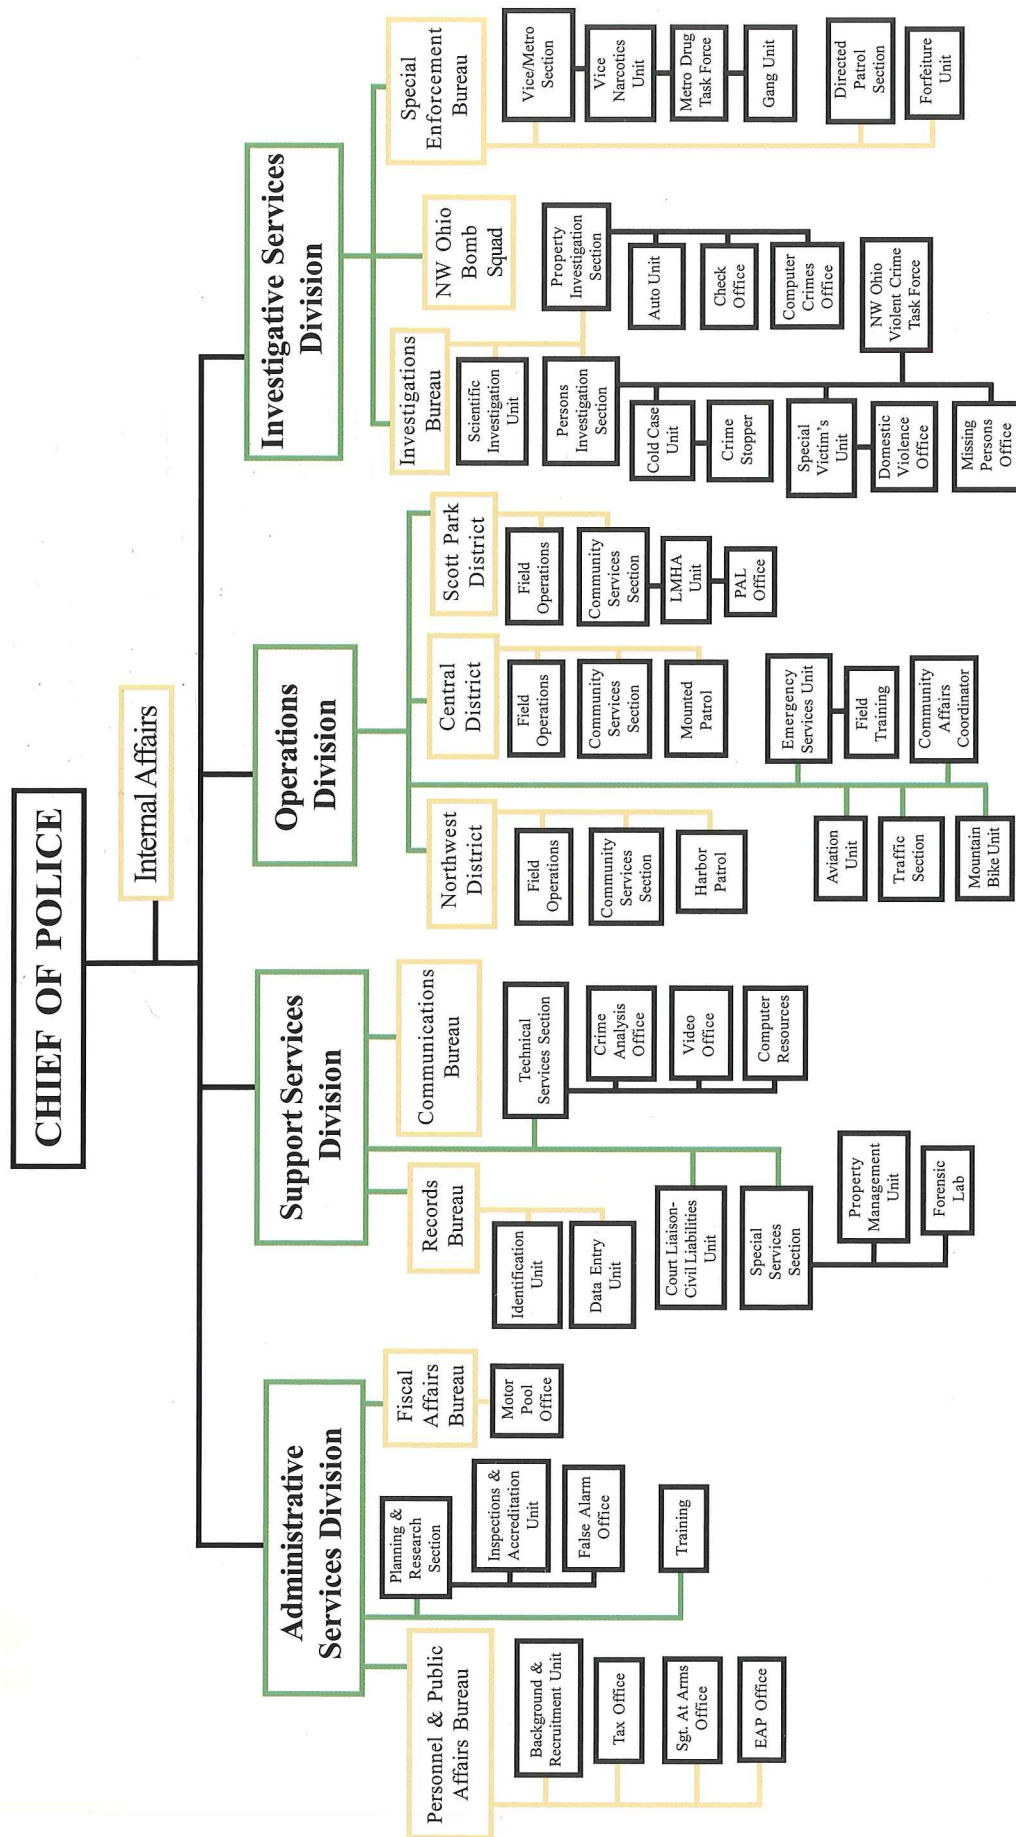 CHIEF OF POLICE
Internal Affairs
Administrative
Services Division
Personnel & Public
Affairs Bureau
Background &
Recruitment Unit
Tax Office
Sgt. At Arms
Office
EAP Office
Planning &
Research
Section
Inspections &
Accreditation
Unit
False Alarm
Office
Training
Fiscal
Affairs
Bureau
Motor
Pool
Office
Support Services
Division
Records
Bureau
Identification
Unit
Data Entry
Unit
Court Liaison-
Civil Liabilities
Unit
Special
Services
Section
Property
Management
Unit
Forensic
Lab
Communications
Bureau
Technical
Services Section
Crime
Analysis
Office
Video
Office
Computer
Resources
Operations
Division
Northwest
District
Field
Operations
Community
Services
Section
Harbor
Patrol
Central
District
Field
Operations
Community
Services
Section
Mounted
Patrol
Scott Park
District
Field
Operations
Community
Services
Section
LMHA
Unit
PAL
Office
Emergency
Services Unit
Field
Training
Community
Affairs
Coordinator
Aviation
Unit
Traffic
Section
Mountain
Bike Unit
Investigative Services
Division
Investigations
Bureau
Scientific
Investigation
Unit
Persons
Investigation
Section
Cold Case
Unit
Crime
Stopper
Special
Victim's
Unit
Domestic
Violence
Office
Missing
Persons
Office
NW Ohio
Violent Crime
Task Force
Property
Investigation
Section
Auto Unit
Check
Office
Computer
Crimes
Office
NW Ohio
Bomb
Squad
Special
Enforcement
Bureau
Vice/Metro
Section
Vice
Narcotics
Unit
Metro Drug
Task Force
Gang Unit
Directed
Patrol
Section
Forfeiture
Unit